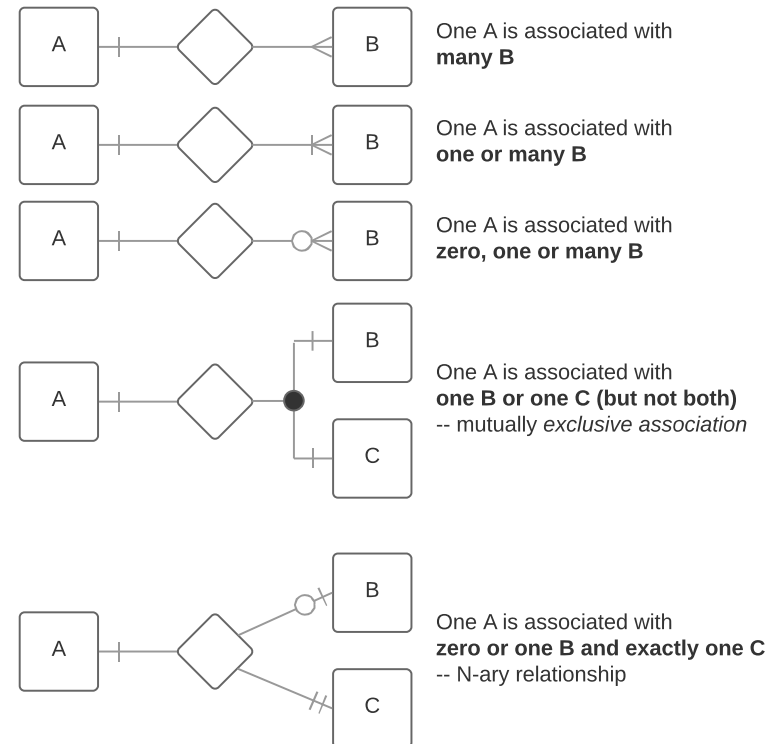 A
B
One A is associated with
many B
A
B
One A is associated with
one or many B
A
B
One A is associated with
zero, one or many B
A
B
C
One A is associated with
one B or one C (but not both)
-- mutually exclusive association
A
B
C
One A is associated with
zero or one B and exactly one C
-- N-ary relationship